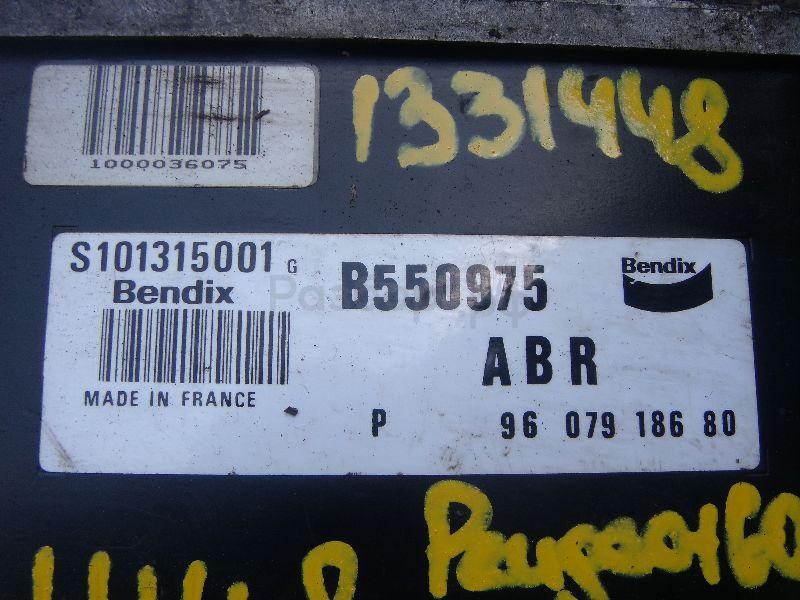 1331448
1000036075
S101315001 G
Bendix
B550975
Bendix
ABR
MADE IN FRANCE
P 96 079 186 80